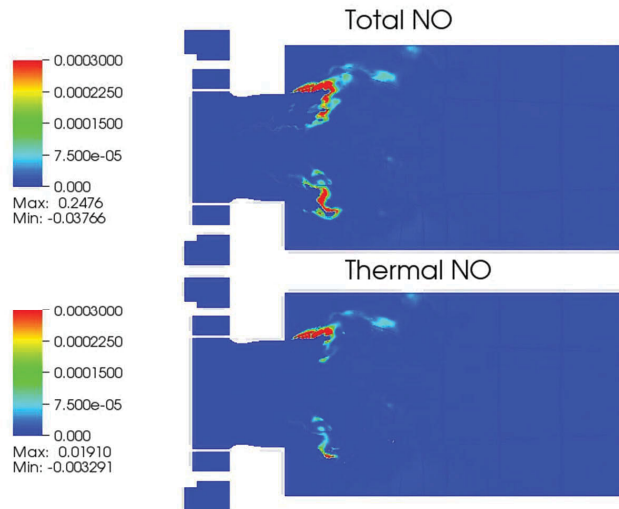 Total NO
0.0003000
0.0002250
0.0001500
7.500e-05
0.000
Max: 0.2476
Min: -0.03766
Thermal NO
0.0003000
0.0002250
0.0001500
7.500e-05
0.000
Max: 0.01910
Min: -0.003291